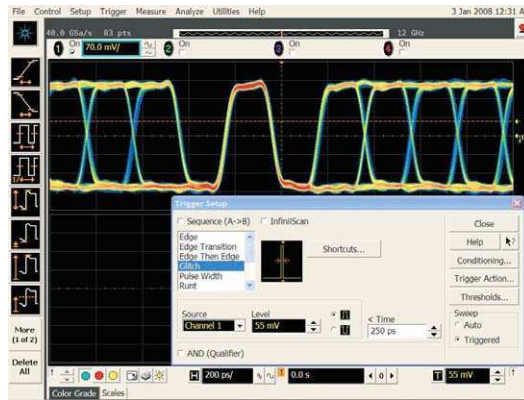 File Control Setup Trigger Measure Analyze Utilities Help 3 Jan 2008 12:31 A
40.0 GSa/s 83 pts 12 GHz
1 On 70.0 mV/ 2 On 3 On 4 On
Trigger Setup
Sequence (A->B) InfiniiScan
Edge
Edge Transition
Edge Then Edge
Glitch
Pulse Width
Runt
Shortcuts...
Close
Help
Conditioning...
Trigger Action...
Thresholds...
Source Level
Channel 1 55 mV
< Time
250 ps
Sweep
Auto
Triggered
AND (Qualifier)
More
(1 of 2)
Delete
All
H 200 ps/ 0.0 s 0 T 55 mV
Color Grade Scales